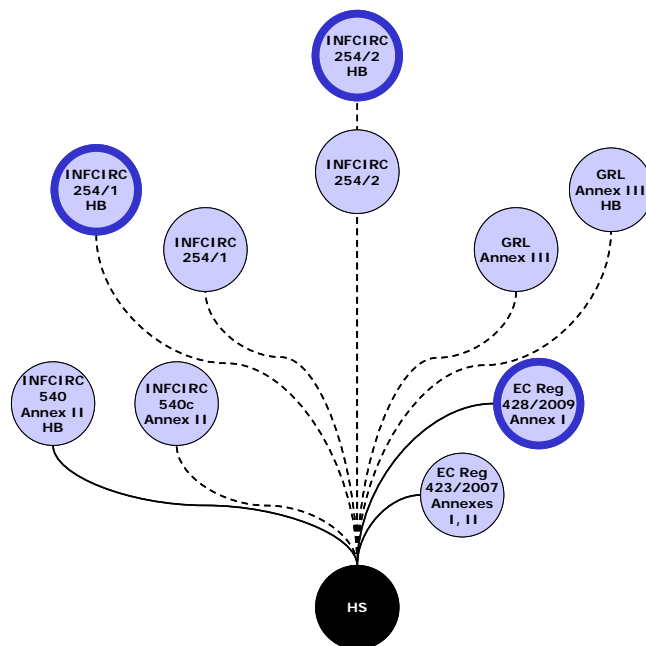 INFCIRC
254/2
HB
INFCIRC
254/2
INFCIRC
254/1
HB
GRL
Annex III
HB
INFCIRC
254/1
GRL
Annex III
INFCIRC
540
Annex II
HB
INFCIRC
540c
Annex II
EC Reg
428/2009
Annex I
EC Reg
423/2007
Annexes
I, II
HS